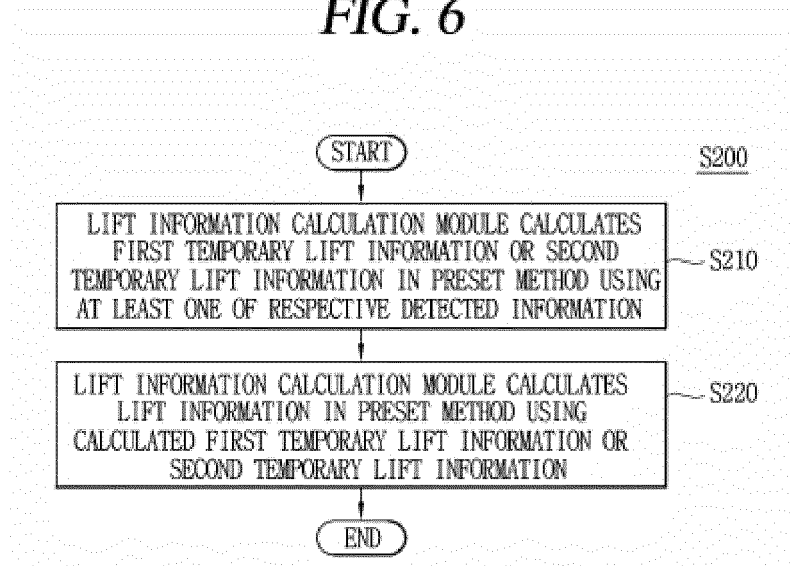 FIG. 6
START
S200
LIFT INFORMATION CALCULATION MODULE CALCULATES
FIRST TEMPORARY LIFT INFORMATION OR SECOND
TEMPORARY LIFT INFORMATION IN PRESET METHOD USING
AT LEAST ONE OF RESPECTIVE DETECTED INFORMATION
S210
LIFT INFORMATION CALCULATION MODULE CALCULATES
LIFT INFORMATION IN PRESET METHOD USING
CALCULATED FIRST TEMPORARY LIFT INFORMATION OR
SECOND TEMPORARY LIFT INFORMATION
S220
END